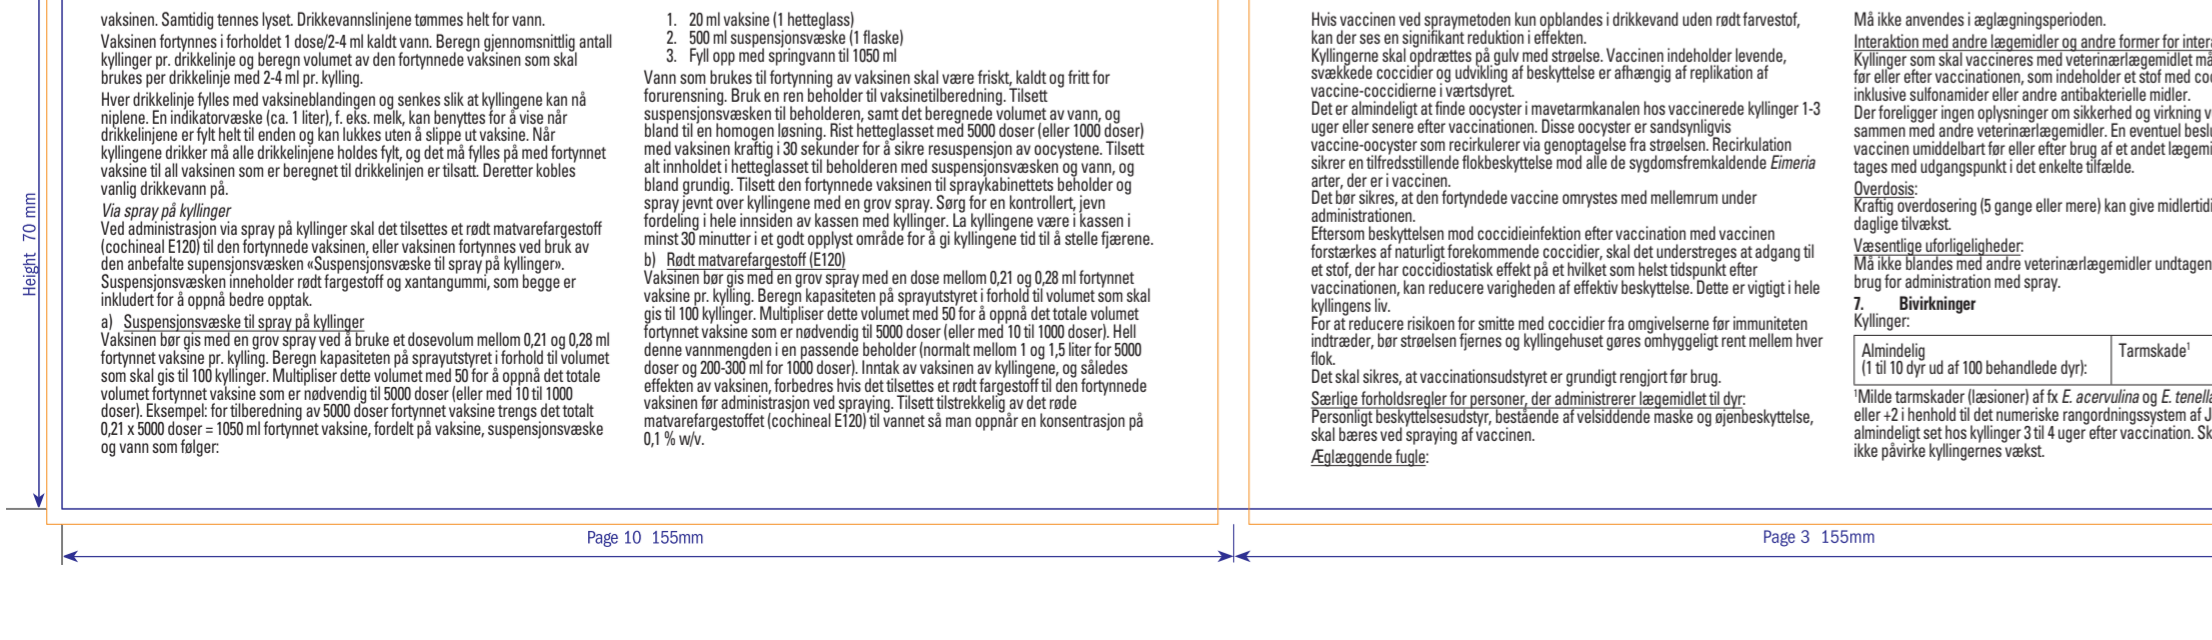 vaksinen. Samtidig tennes lyset. Drikkevannslinjene tømmes helt for vann.
Vaksinen fortynnes i forholdet 1 dose/2-4 ml kaldt vann. Beregn gjennomsnittlig antall
kyllinger pr. drikkelinje og beregn volumet av den fortynnede vaksinen som skal
brukes per drikkelinje med 2-4 ml pr. kylling.
Hver drikkelinje fylles med vaksineblandingen og senkes slik at kyllingene kan nå
niplene. En indikatorvæske (ca. 1 liter), f. eks. melk, kan benyttes for å vise når
drikkelinjene er fylt helt til enden og kan lukkes uten å slippe ut vaksine. Når
kyllingene drikker må alle drikkelinjene holdes fylt, og det må fylles på med fortynnet
vaksine til all vaksinen som er beregnet til drikkelinjen er tilsatt. Deretter kobles
vanlig drikkevann på.
Via spray på kyllinger
Ved administrasjon via spray på kyllinger skal det tilsettes et rødt matvarefargestoff
(cochineal E120) til den fortynnede vaksinen, eller vaksinen fortynnes ved bruk av
den anbefalte supensjonsvæsken «Suspensjonsvæske til spray på kyllinger».
Suspensjonsvæsken inneholder rødt fargestoff og xantangummi, som begge er
inkludert for å oppnå bedre opptak.
a) Suspensjonsvæske til spray på kyllinger
Vaksinen bør gis med en grov spray ved å bruke et dosevolum mellom 0,21 og 0,28 ml
fortynnet vaksine pr. kylling. Beregn kapasiteten på sprayutstyret i forhold til volumet
som skal gis til 100 kyllinger. Multipliser dette volumet med 50 for å oppnå det totale
volumet fortynnet vaksine som er nødvendig til 5000 doser (eller med 10 til 1000
doser). Eksempel: for tilberedning av 5000 doser fortynnet vaksine trengs det totalt
0,21 x 5000 doser = 1050 ml fortynnet vaksine, fordelt på vaksine, suspensjonsvæske
og vann som følger:
1. 20 ml vaksine (1 hetteglass)
2. 500 ml suspensjonsvæske (1 flaske)
3. Fyll opp med springvann til 1050 ml
Vann som brukes til fortynning av vaksinen skal være friskt, kaldt og fritt for
forurensning. Bruk en ren beholder til vaksinetilberedning. Tilsett
suspensjonsvæsken til beholderen, samt det beregnede volumet av vann, og
bland til en homogen løsning. Rist hetteglasset med 5000 doser (eller 1000 doser)
med vaksinen kraftig i 30 sekunder for å sikre resuspensjon av oocystene. Tilsett
alt innholdet i hetteglasset til beholderen med suspensjonsvæsken og vann, og
bland grundig. Tilsett den fortynnede vaksinen til spraykabinettets beholder og
spray jevnt over kyllingene med en grov spray. Sørg for en kontrollert, jevn
fordeling i hele innsiden av kassen med kyllinger. La kyllingene være i kassen i
minst 30 minutter i et godt opplyst område for å gi kyllingene tid til å stelle fjærene.
b) Rødt matvarefargestoff (E120)
Vaksinen bør gis med en grov spray med en dose mellom 0,21 og 0,28 ml fortynnet
vaksine pr. kylling. Beregn kapasiteten på sprayutstyret i forhold til volumet som skal
gis til 100 kyllinger. Multipliser dette volumet med 50 for å oppnå det totale volumet
fortynnet vaksine som er nødvendig til 5000 doser (eller med 10 til 1000 doser). Hell
denne vannmengden i en passende beholder (normalt mellom 1 og 1,5 liter for 5000
doser og 200-300 ml for 1000 doser). Inntak av vaksinen av kyllingene, og således
effekten av vaksinen, forbedres hvis det tilsettes et rødt fargestoff til den fortynnede
vaksinen før administrasjon ved spraying. Tilsett tilstrekkelig av det røde
matvarefargestoffet (cochineal E120) til vannet så man oppnår en konsentrasjon på
0,1 % w/v.
Height 70 mm
Page 10 155mm
Hvis vaccinen ved spraymetoden kun opblandes i drikkevand uden rødt farvestof,
kan der ses en signifikant reduktion i effekten.
Kyllingerne skal opdrættes på gulv med strøelse. Vaccinen indeholder levende,
svækkede coccidier og udvikling af beskyttelse er afhængig af replikation af
vaccine-coccidierne i værtsdyret.
Det er almindeligt at finde oocyster i mavetarmkanalen hos vaccinerede kyllinger 1-3
uger eller senere efter vaccinationen. Disse oocyster er sandsynligvis
vaccine-oocyster som recirkulerer via genoptagelse fra strøelsen. Recirkulation
sikrer en tilfredsstillende flokbeskyttelse mod alle de sygdomsfremkaldende Eimeria
arter, der er i vaccinen.
Det bør sikres, at den fortyndede vaccine omrystes med mellemrum under
administrationen.
Eftersom beskyttelsen mod coccidieinfektion efter vaccination med vaccinen
forstærkes af naturligt forekommende coccidier, skal det understreges at adgang til
et stof, der har coccidiostatisk effekt på et hvilket som helst tidspunkt efter
vaccinationen, kan reducere varigheden af effektiv beskyttelse. Dette er vigtigt i hele
kyllingens liv.
For at reducere risikoen for smitte med coccidier fra omgivelserne før immuniteten
indtræder, bør strøelsen fjernes og kyllingehuset gøres omhyggeligt rent mellem hver
flok.
Det skal sikres, at vaccinationsudstyret er grundigt rengjort før brug.
Særlige forholdsregler for personer, der administrerer lægemidlet til dyr:
Personligt beskyttelsesudstyr, bestående af velsiddende maske og øjenbeskyttelse,
skal bæres ved spraying af vaccinen.
Æglæggende fugle:
Må ikke anvendes i æglægningsperioden.
Interaktion med andre lægemidler og andre former for inter
Kyllinger som skal vaccineres med veterinærlægemidlet må
før eller efter vaccinationen, som indeholder et stof med co
inklusive sulfonamider eller andre antibakterielle midler.
Der foreligger ingen oplysninger om sikkerhed og virkning v
sammen med andre veterinærlægemidler. En eventuel besl
vaccinen umiddelbart før eller efter brug af et andet lægemi
tages med udgangspunkt i det enkelte tilfælde.
Overdosis:
Kraftig overdosering (5 gange eller mere) kan give midlertidi
daglige tilvækst.
Væsentlige uforligeligheder:
Må ikke blandes med andre veterinærlægemidler undtagen
brug for administration med spray.
7. Bivirkninger
Kyllinger:
Almindelig
(1 til 10 dyr ud af 100 behandlede dyr):
Tarmskade¹
¹Milde tarmskader (læsioner) af fx E. acervulina og E. tenella
eller +2 i henhold til det numeriske rangordningssystem af J
almindeligt set hos kyllinger 3 til 4 uger efter vaccination. Sk
ikke påvirke kyllingernes vækst.
Page 3 155mm